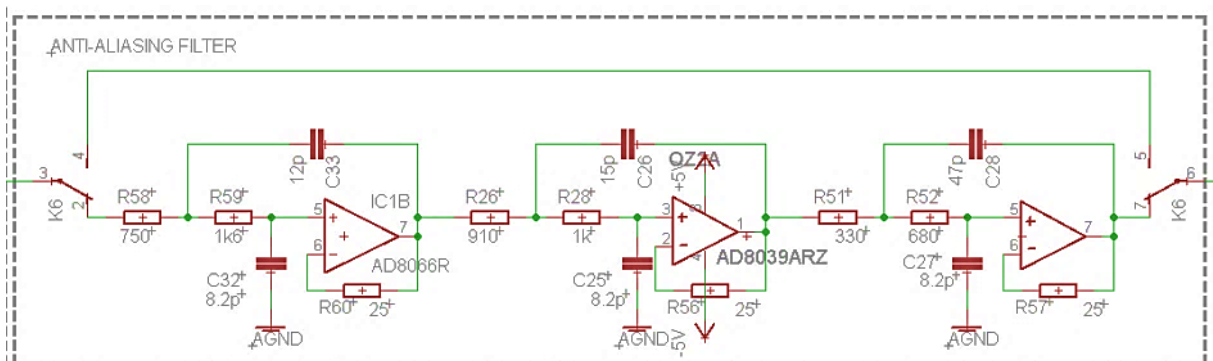 ANTI-ALIASING FILTER
4
3
K6
2
R58
750
R59
1k6
12p
C33
C32
8.2p
AGND
5
6
IC1B
7
AD8066R
R60
25
R26
910
R28
1k
15p
C26
C25
8.2p
AGND
OZ2A
+5V
8
3
2
1
4
AD8039ARZ
R56
25
-5V
R51
330
R52
680
47p
C28
C27
8.2p
AGND
5
6
7
R57
25
5
6
7
K6